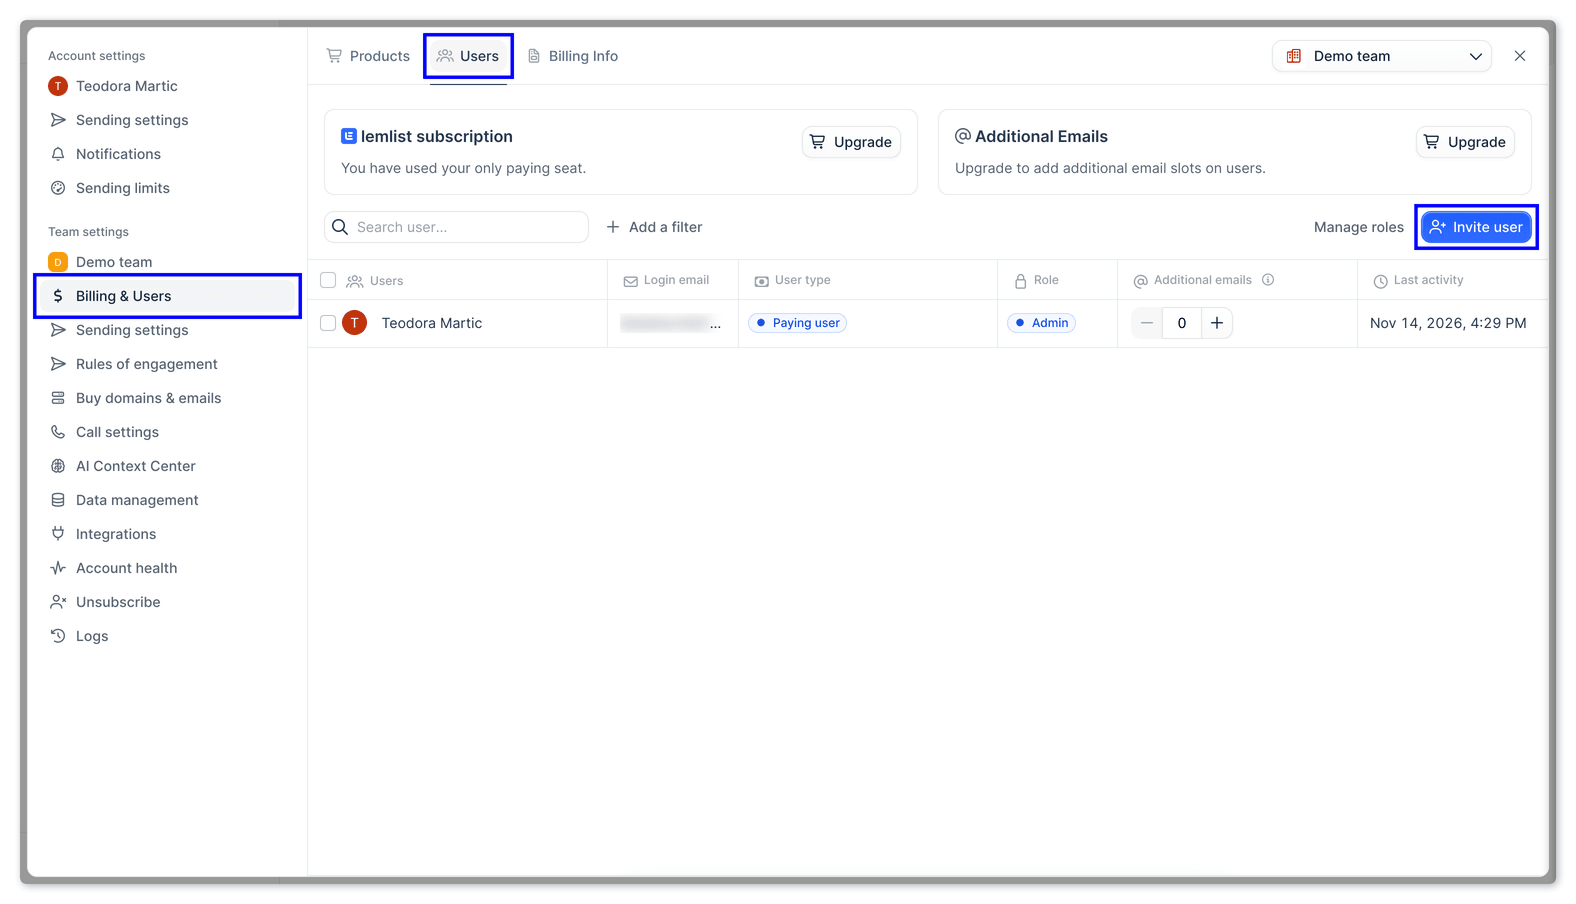 Account settings
T Teodora Martic
Sending settings
Notifications
Sending limits
Team settings
D Demo team
$ Billing & Users
Sending settings
Rules of engagement
Buy domains & emails
Call settings
AI Context Center
Data management
Integrations
Account health
Unsubscribe
Logs
Products Users Billing Info Demo team
lemlist subscription
You have used your only paying seat.
Upgrade
@ Additional Emails
Upgrade to add additional email slots on users.
Upgrade
Search user... + Add a filter Manage roles Invite user
Users Login email User type Role @ Additional emails Last activity
T Teodora Martic ... Paying user Admin − 0 + Nov 14, 2026, 4:29 PM